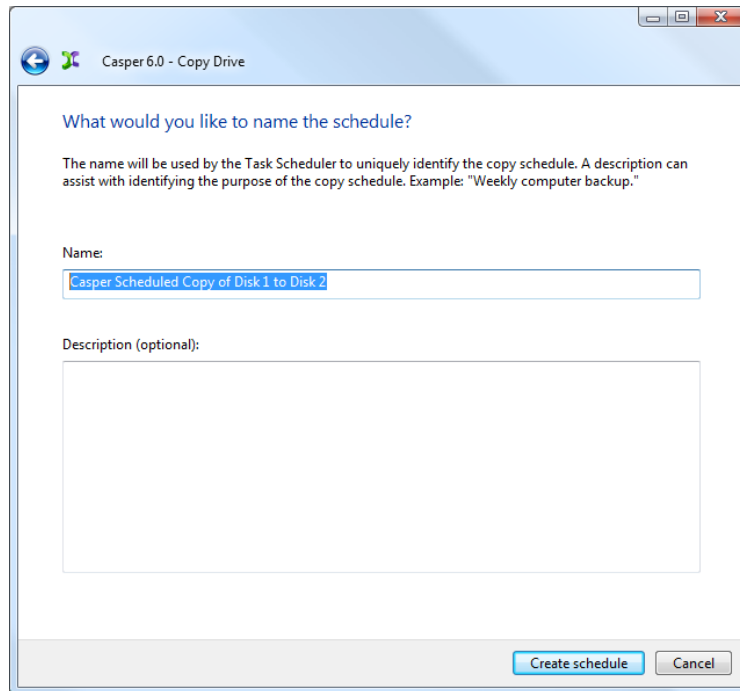 Casper 6.0 - Copy Drive
What would you like to name the schedule?
The name will be used by the Task Scheduler to uniquely identify the copy schedule. A description can
assist with identifying the purpose of the copy schedule. Example: "Weekly computer backup."
Name:
Casper Scheduled Copy of Disk 1 to Disk 2
Description (optional):
Create schedule
Cancel